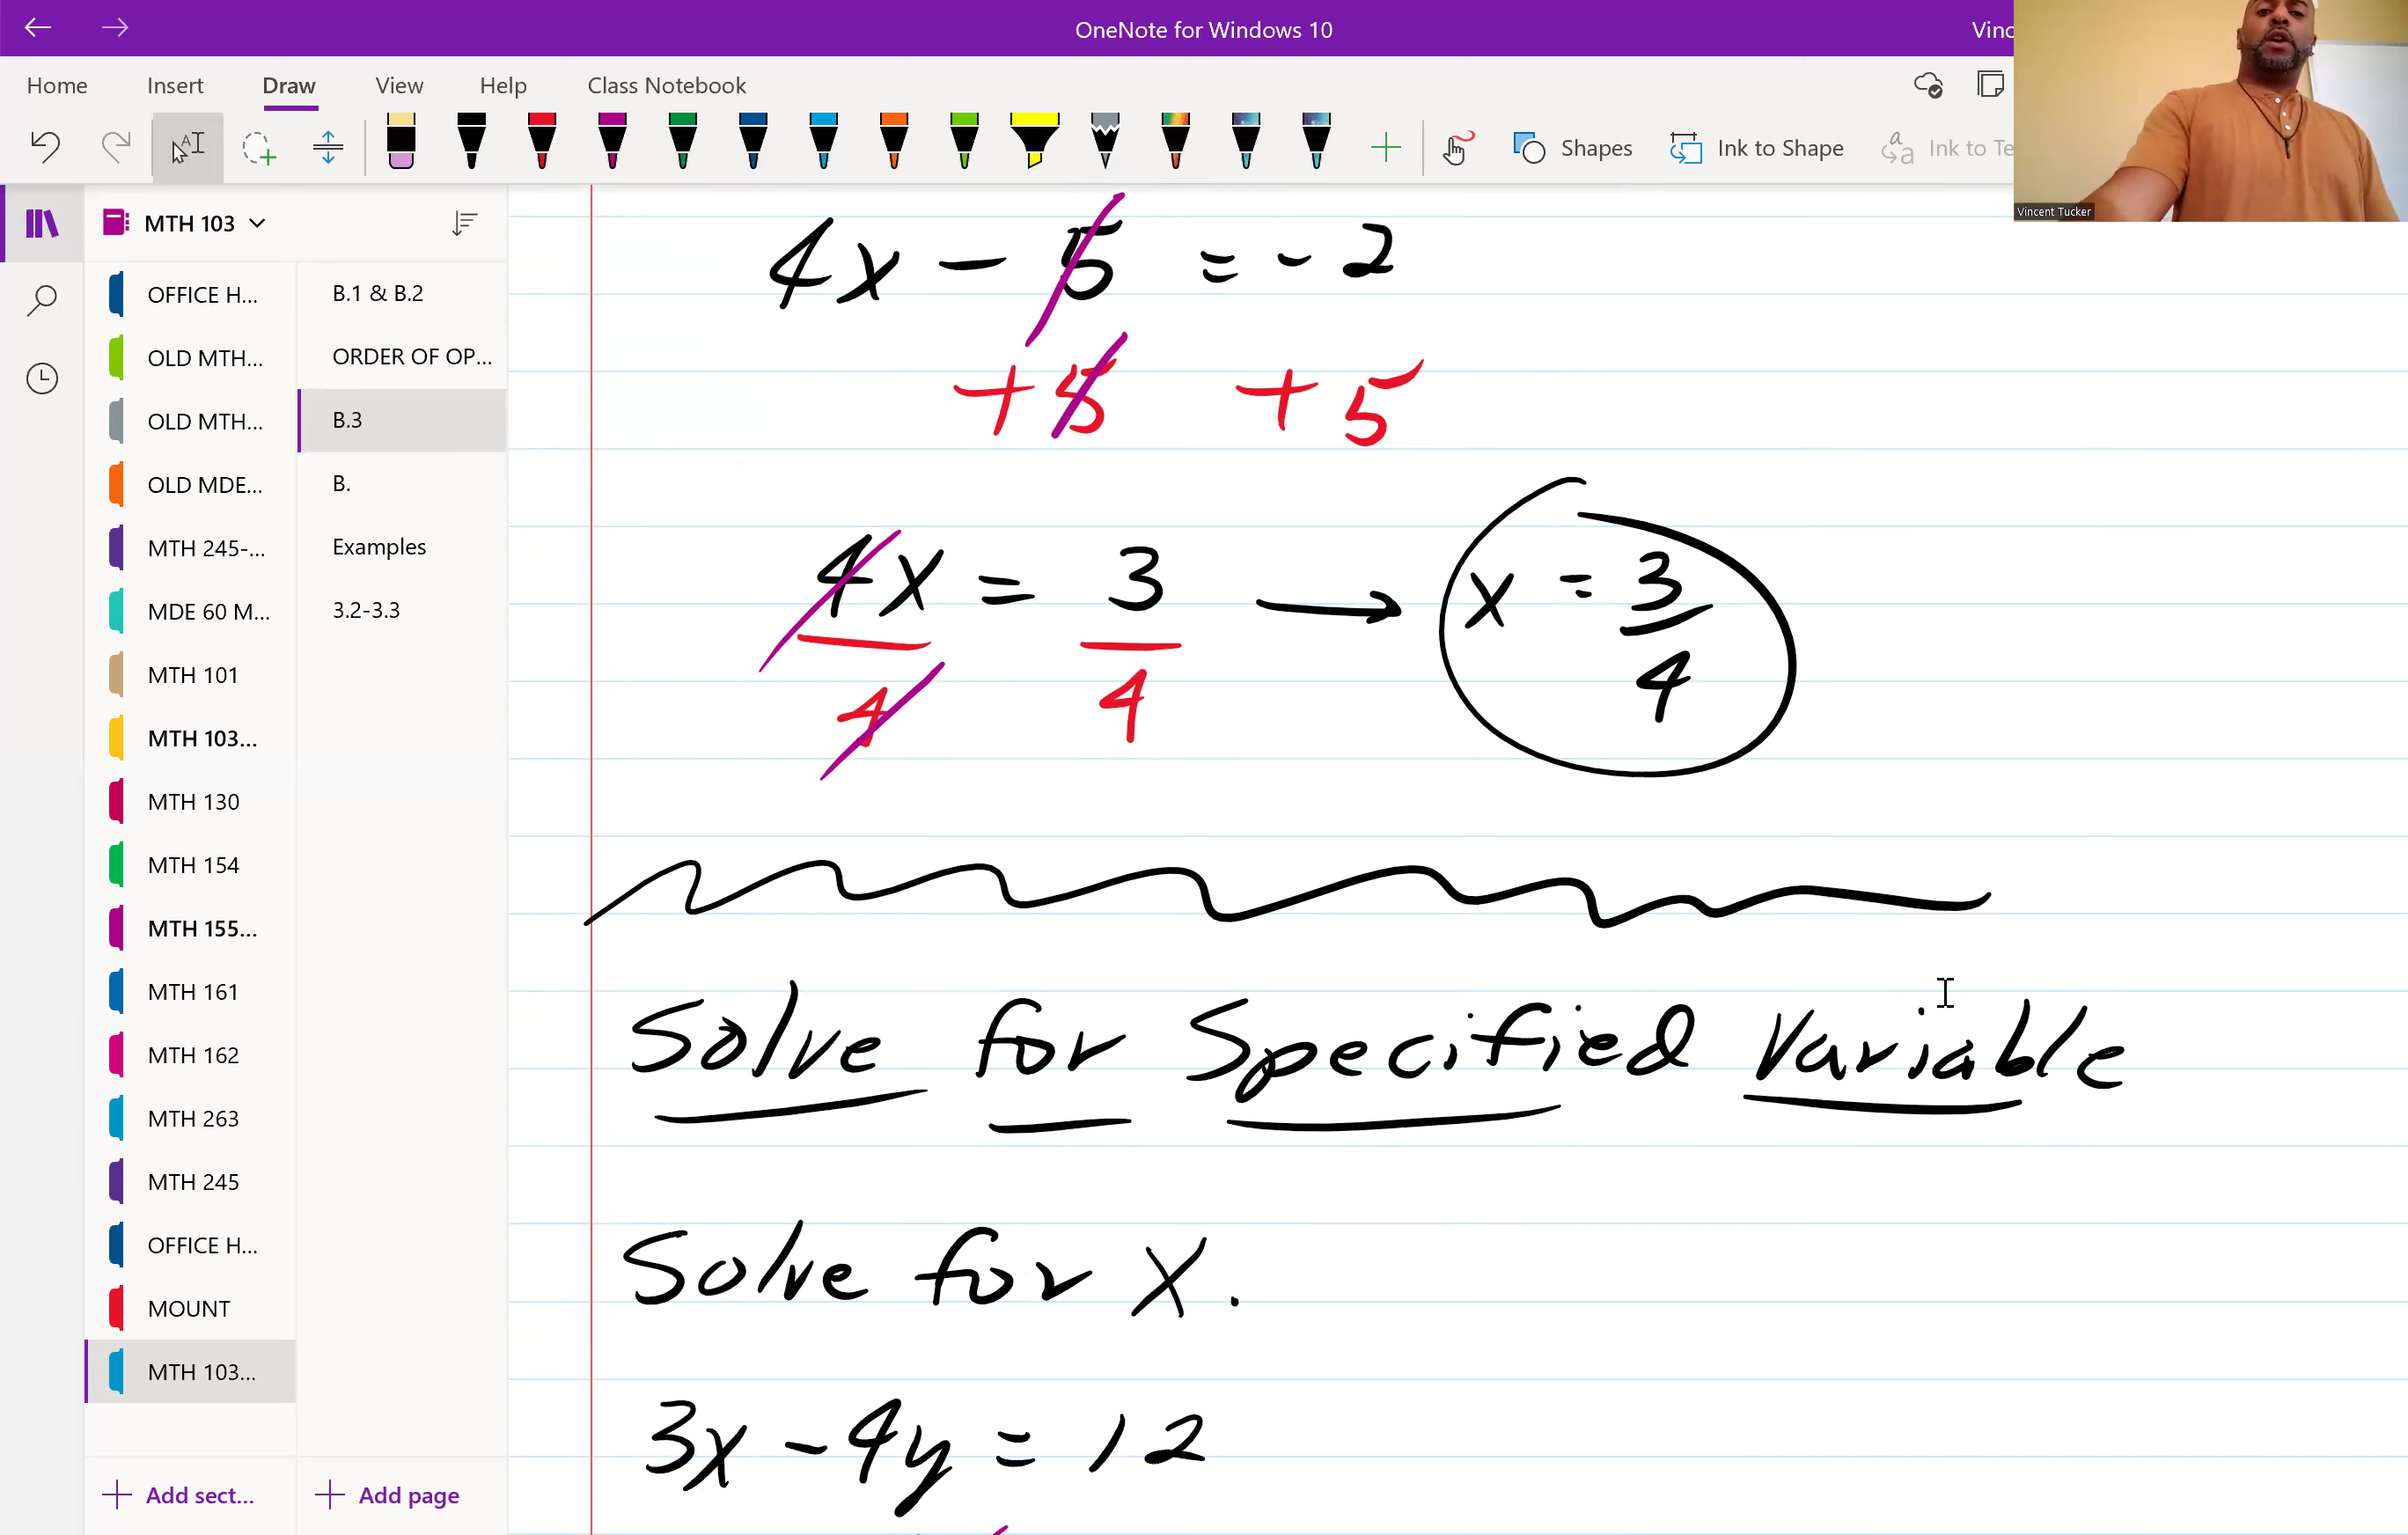 OneNote for Windows 10
Vinc
Home Insert Draw View Help Class Notebook
Shapes Ink to Shape Ink to Te
Vincent Tucker
MTH 103
OFFICE H...
OLD MTH...
OLD MTH...
OLD MDE...
MTH 245-...
MDE 60 M...
MTH 101
MTH 103...
MTH 130
MTH 154
MTH 155...
MTH 161
MTH 162
MTH 263
MTH 245
OFFICE H...
MOUNT
MTH 103...
Add sect...
B.1 & B.2
ORDER OF OP...
B.3
B.
Examples
3.2-3.3
Add page
4x - 5 = -2
+5 +5
4x = 3 → x = 3
4 4 4
Solve for Specified Variable
Solve for x.
3x - 4y = 12